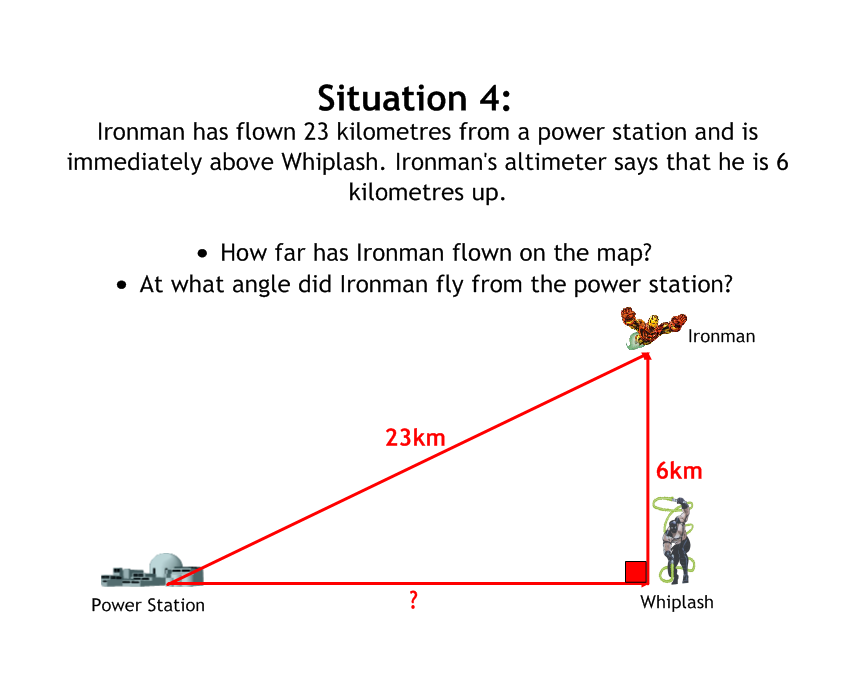 Situation 4:
Ironman has flown 23 kilometres from a power station and is
immediately above Whiplash. Ironman's altimeter says that he is 6
kilometres up.
• How far has Ironman flown on the map?
• At what angle did Ironman fly from the power station?
Ironman
23km
6km
Power Station
?
Whiplash